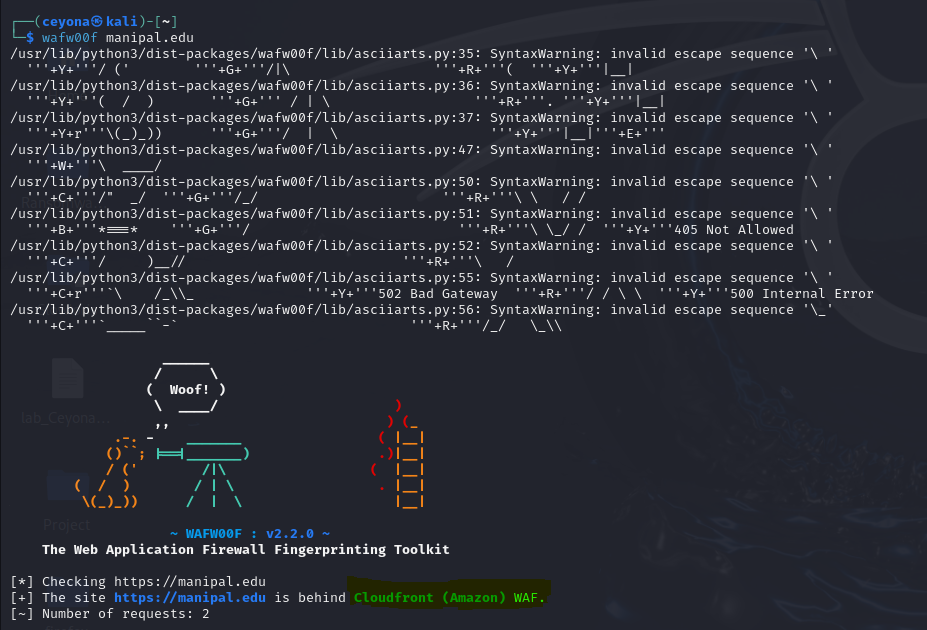 ┌──(ceyona㉿kali)-[~]
└─$ wafw00f manipal.edu
/usr/lib/python3/dist-packages/wafw00f/lib/asciiarts.py:35: SyntaxWarning: invalid escape sequence '\ '
  '''+Y+'''/ ('        '''+G+'''/|\                  '''+R+'''(  '''+Y+'''|__|
/usr/lib/python3/dist-packages/wafw00f/lib/asciiarts.py:36: SyntaxWarning: invalid escape sequence '\ '
  '''+Y+'''(  /  )       '''+G+''' / | \                  '''+R+'''. '''+Y+'''|__|
/usr/lib/python3/dist-packages/wafw00f/lib/asciiarts.py:37: SyntaxWarning: invalid escape sequence '\ '
  '''+Y+r'''\(_)_))      '''+G+'''/  |  \                   '''+Y+'''|__|'''+E+'''
/usr/lib/python3/dist-packages/wafw00f/lib/asciiarts.py:47: SyntaxWarning: invalid escape sequence '\ '
  '''+W+'''\  ____/
/usr/lib/python3/dist-packages/wafw00f/lib/asciiarts.py:50: SyntaxWarning: invalid escape sequence '\ '
  '''+C+'''/"  _/  '''+G+'''/_/                       '''+R+'''\ \   / /
/usr/lib/python3/dist-packages/wafw00f/lib/asciiarts.py:51: SyntaxWarning: invalid escape sequence '\ '
  '''+B+'''*===*    '''+G+'''/                          '''+R+'''\ \_/ /  '''+Y+'''405 Not Allowed
/usr/lib/python3/dist-packages/wafw00f/lib/asciiarts.py:52: SyntaxWarning: invalid escape sequence '\ '
  '''+C+'''/     )__//                           '''+R+'''\   /
/usr/lib/python3/dist-packages/wafw00f/lib/asciiarts.py:55: SyntaxWarning: invalid escape sequence '\ '
  '''+C+r'''`\    /_\\_              '''+Y+'''502 Bad Gateway  '''+R+'''/ / \ \  '''+Y+'''500 Internal Error
/usr/lib/python3/dist-packages/wafw00f/lib/asciiarts.py:56: SyntaxWarning: invalid escape sequence '\_'
  '''+C+'''`_____``-`                             '''+R+'''/_/   \_\\
Woof!
~ WAFW00F : v2.2.0 ~
The Web Application Firewall Fingerprinting Toolkit
[*] Checking https://manipal.edu
[+] The site https://manipal.edu is behind Cloudfront (Amazon) WAF.
[~] Number of requests: 2
lab_Ceyona...
Project